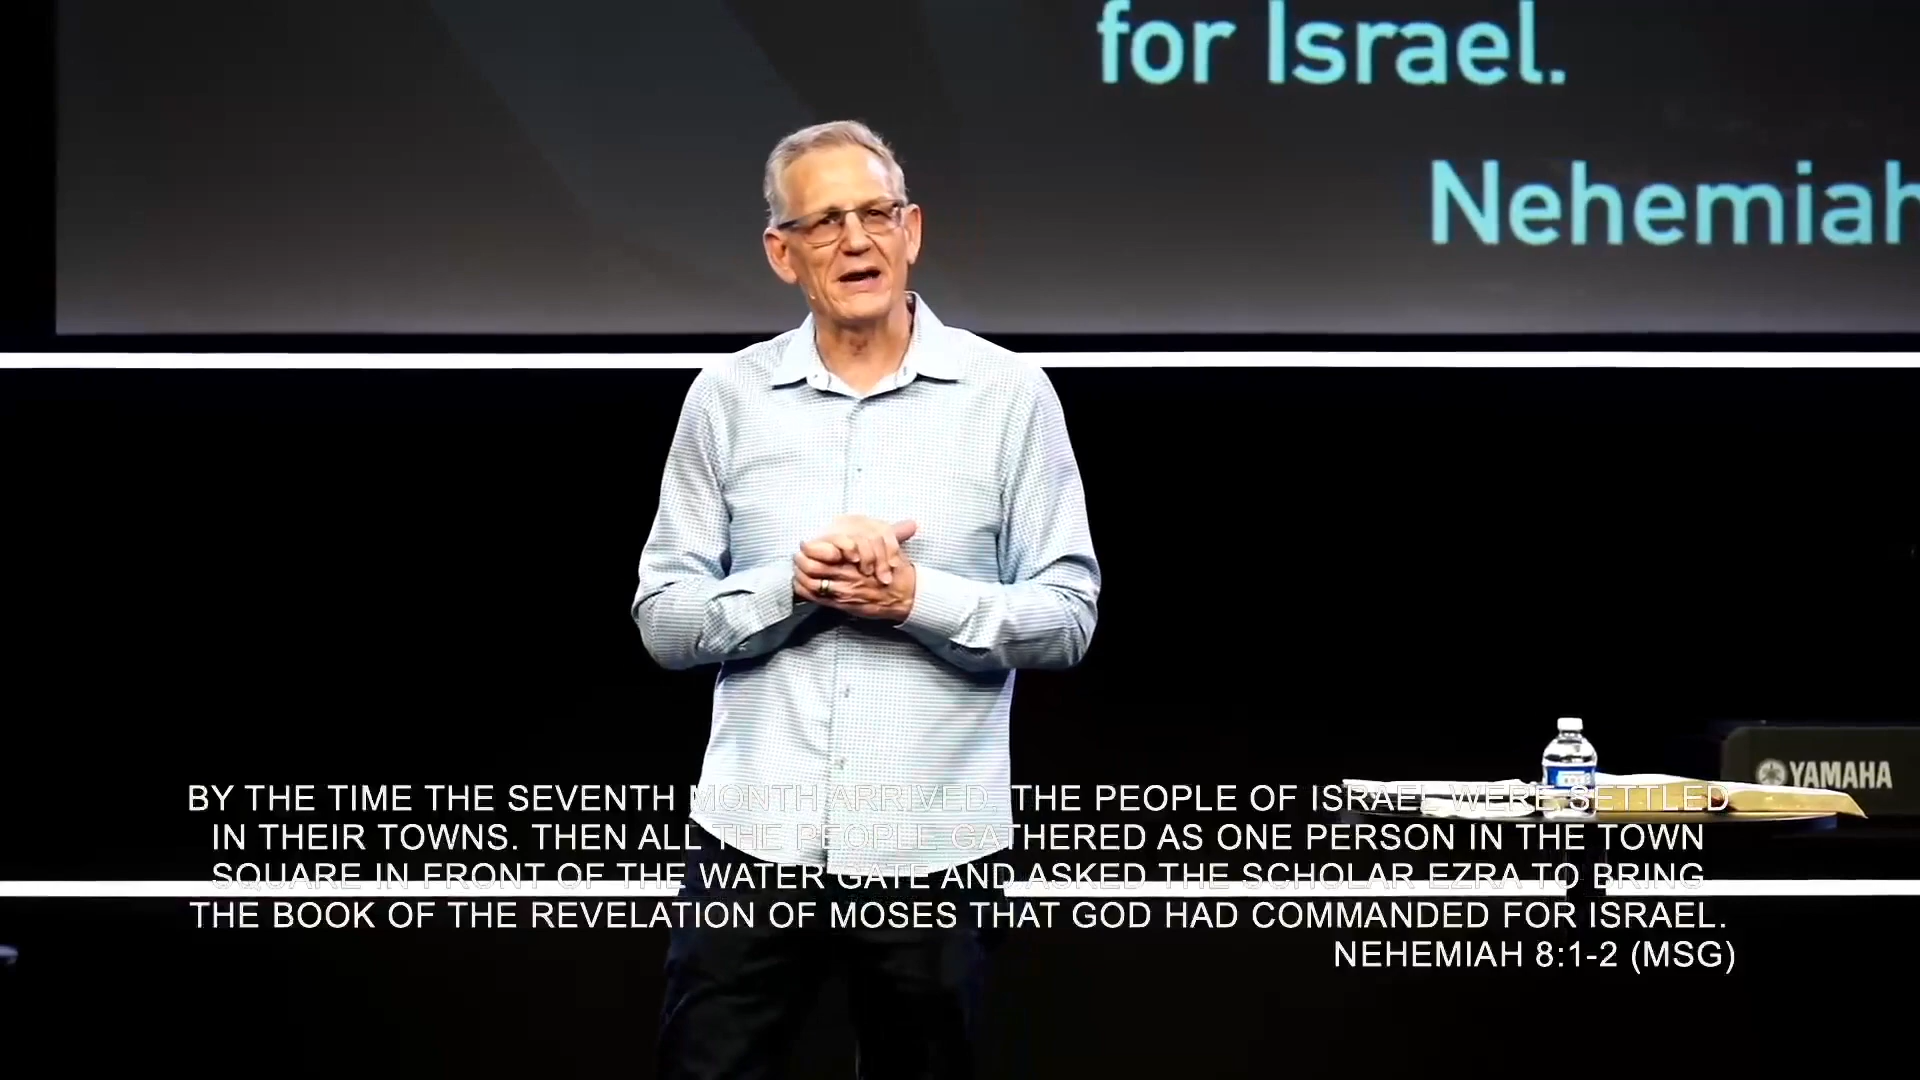 for Israel.
Nehemiah
YAMAHA
BY THE TIME THE SEVENTH MONTH ARRIVED, THE PEOPLE OF ISRAEL WERE SETTLED
IN THEIR TOWNS. THEN ALL THE PEOPLE GATHERED AS ONE PERSON IN THE TOWN
SQUARE IN FRONT OF THE WATER GATE AND ASKED THE SCHOLAR EZRA TO BRING
THE BOOK OF THE REVELATION OF MOSES THAT GOD HAD COMMANDED FOR ISRAEL.
NEHEMIAH 8:1-2 (MSG)